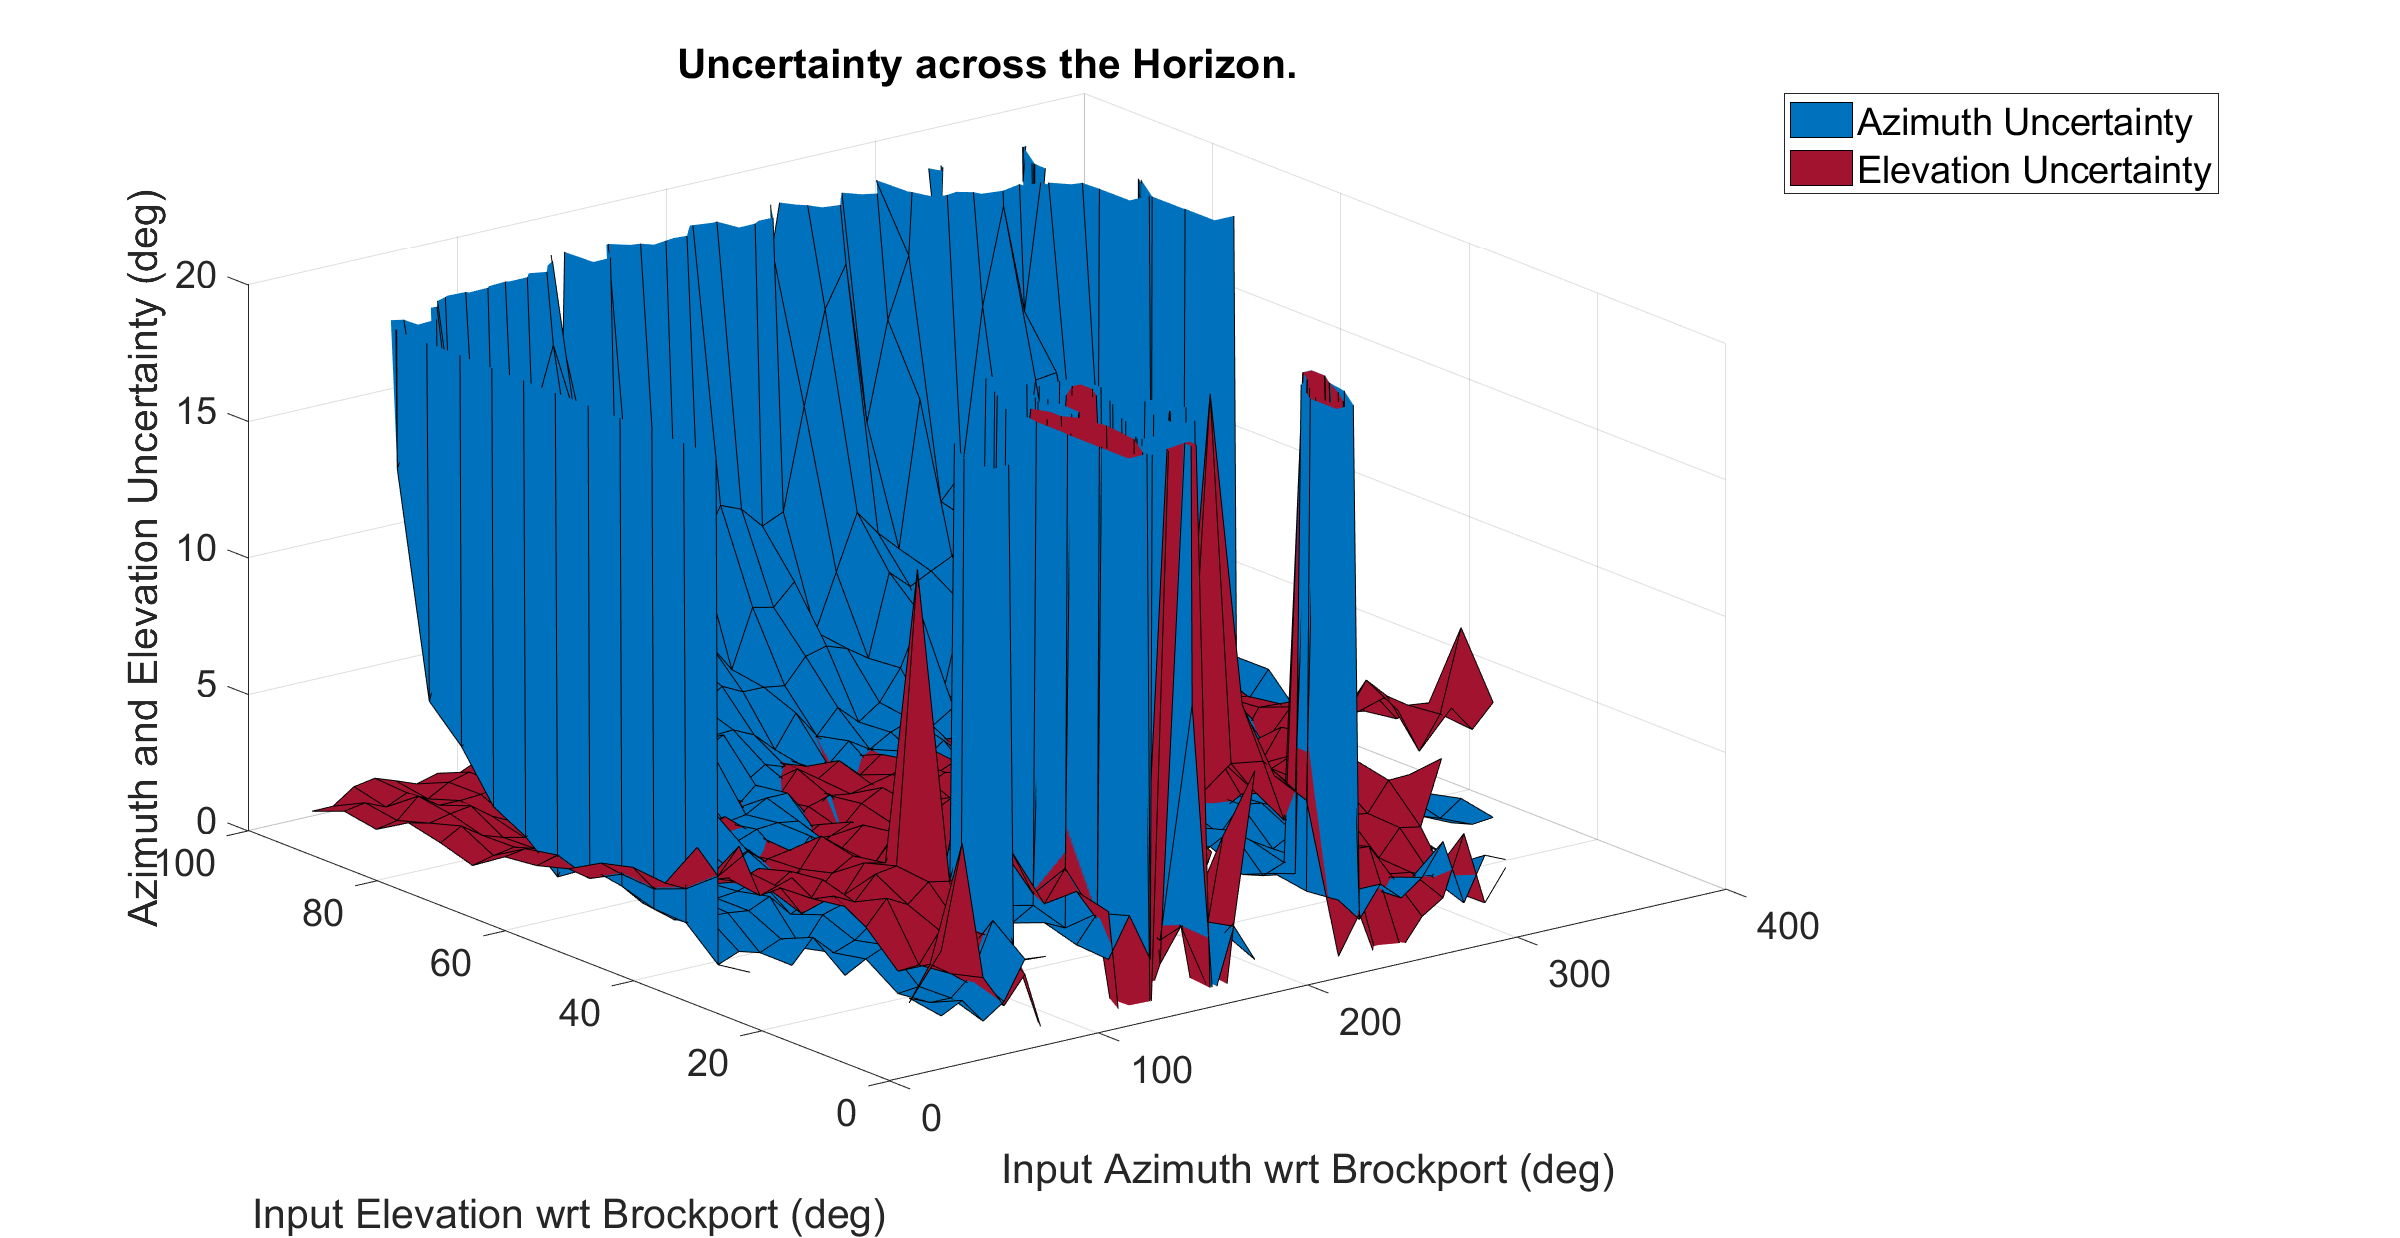 Uncertainty across the Horizon.
Azimuth Uncertainty
Elevation Uncertainty
Azimuth and Elevation Uncertainty (deg)
20
15
10
5
0
100
80
60
40
20
0
0
100
200
300
400
Input Azimuth wrt Brockport (deg)
Input Elevation wrt Brockport (deg)